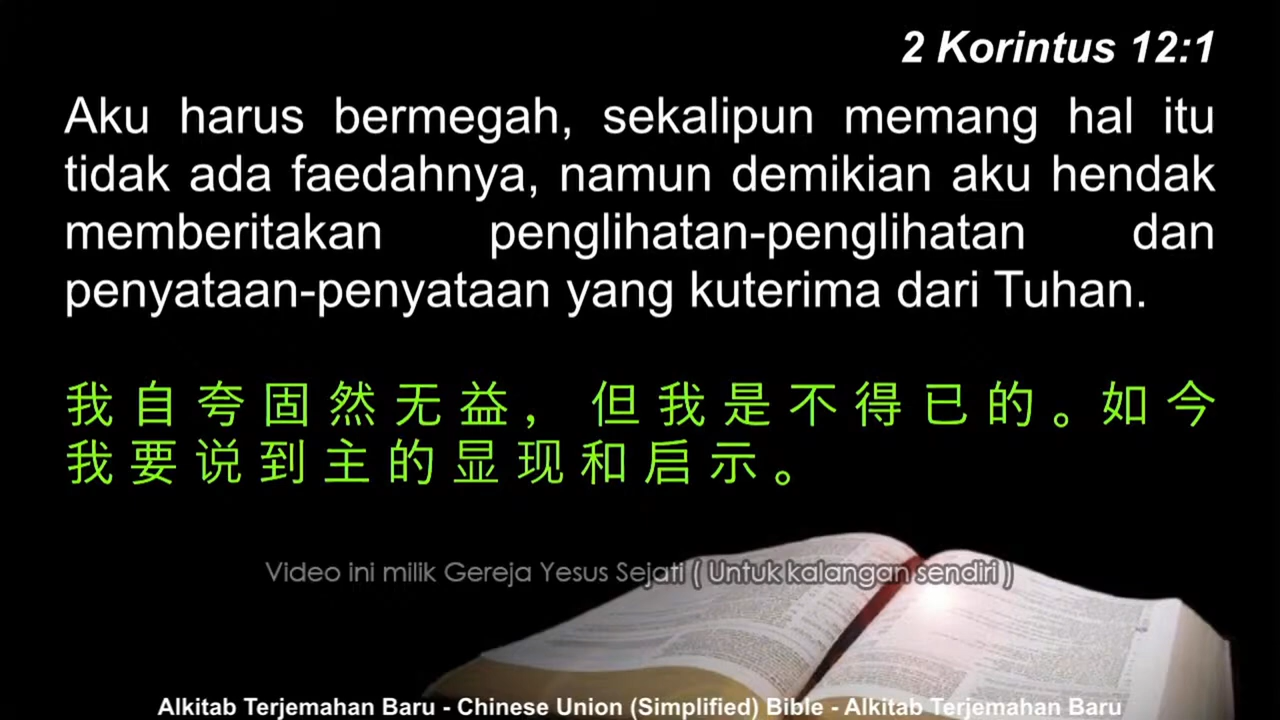 2 Korintus 12:1
Aku harus bermegah, sekalipun memang hal itu
tidak ada faedahnya, namun demikian aku hendak
memberitakan penglihatan-penglihatan dan
penyataan-penyataan yang kuterima dari Tuhan.
我自夸固然无益，但我是不得已的。如今
我要说到主的显现和启示。
Video ini milik Gereja Yesus Sejati ( Untuk kalangan sendiri )
Alkitab Terjemahan Baru - Chinese Union (Simplified) Bible - Alkitab Terjemahan Baru